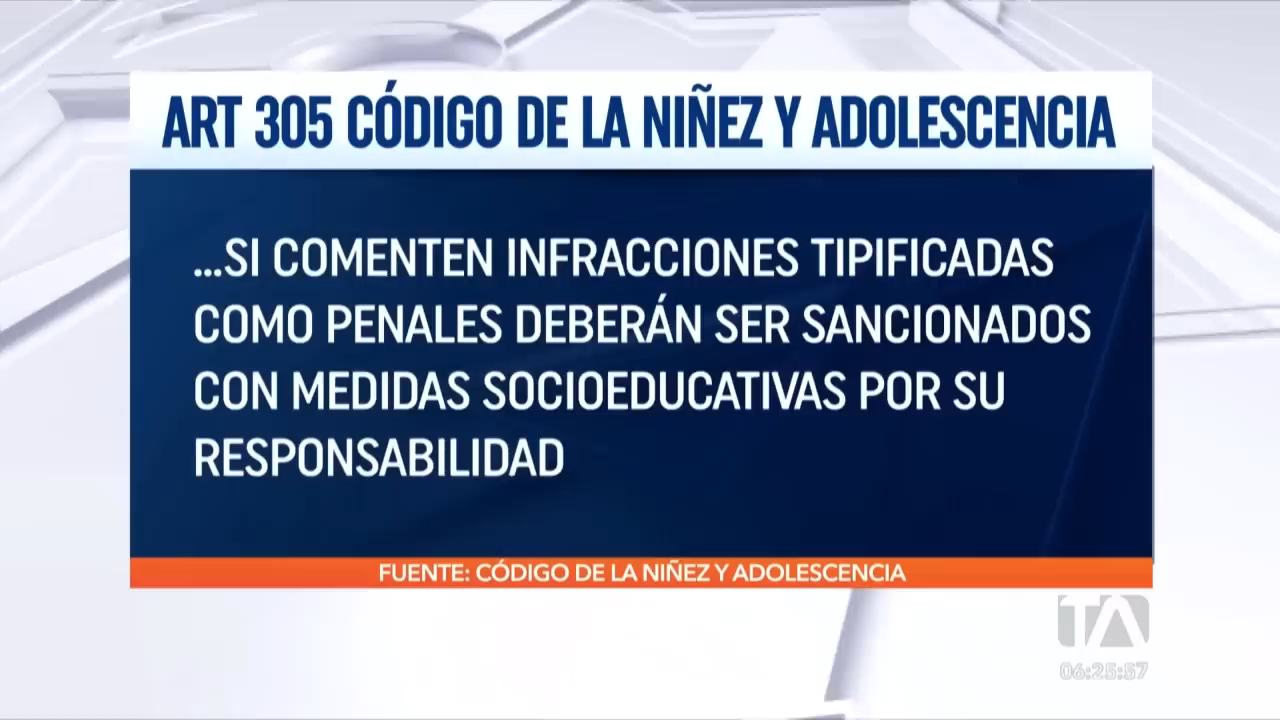 ART 305 CÓDIGO DE LA NIÑEZ Y ADOLESCENCIA
...SI COMENTEN INFRACCIONES TIPIFICADAS
COMO PENALES DEBERÁN SER SANCIONADOS
CON MEDIDAS SOCIOEDUCATIVAS POR SU
RESPONSABILIDAD
FUENTE: CÓDIGO DE LA NIÑEZ Y ADOLESCENCIA
TA
06:25:57